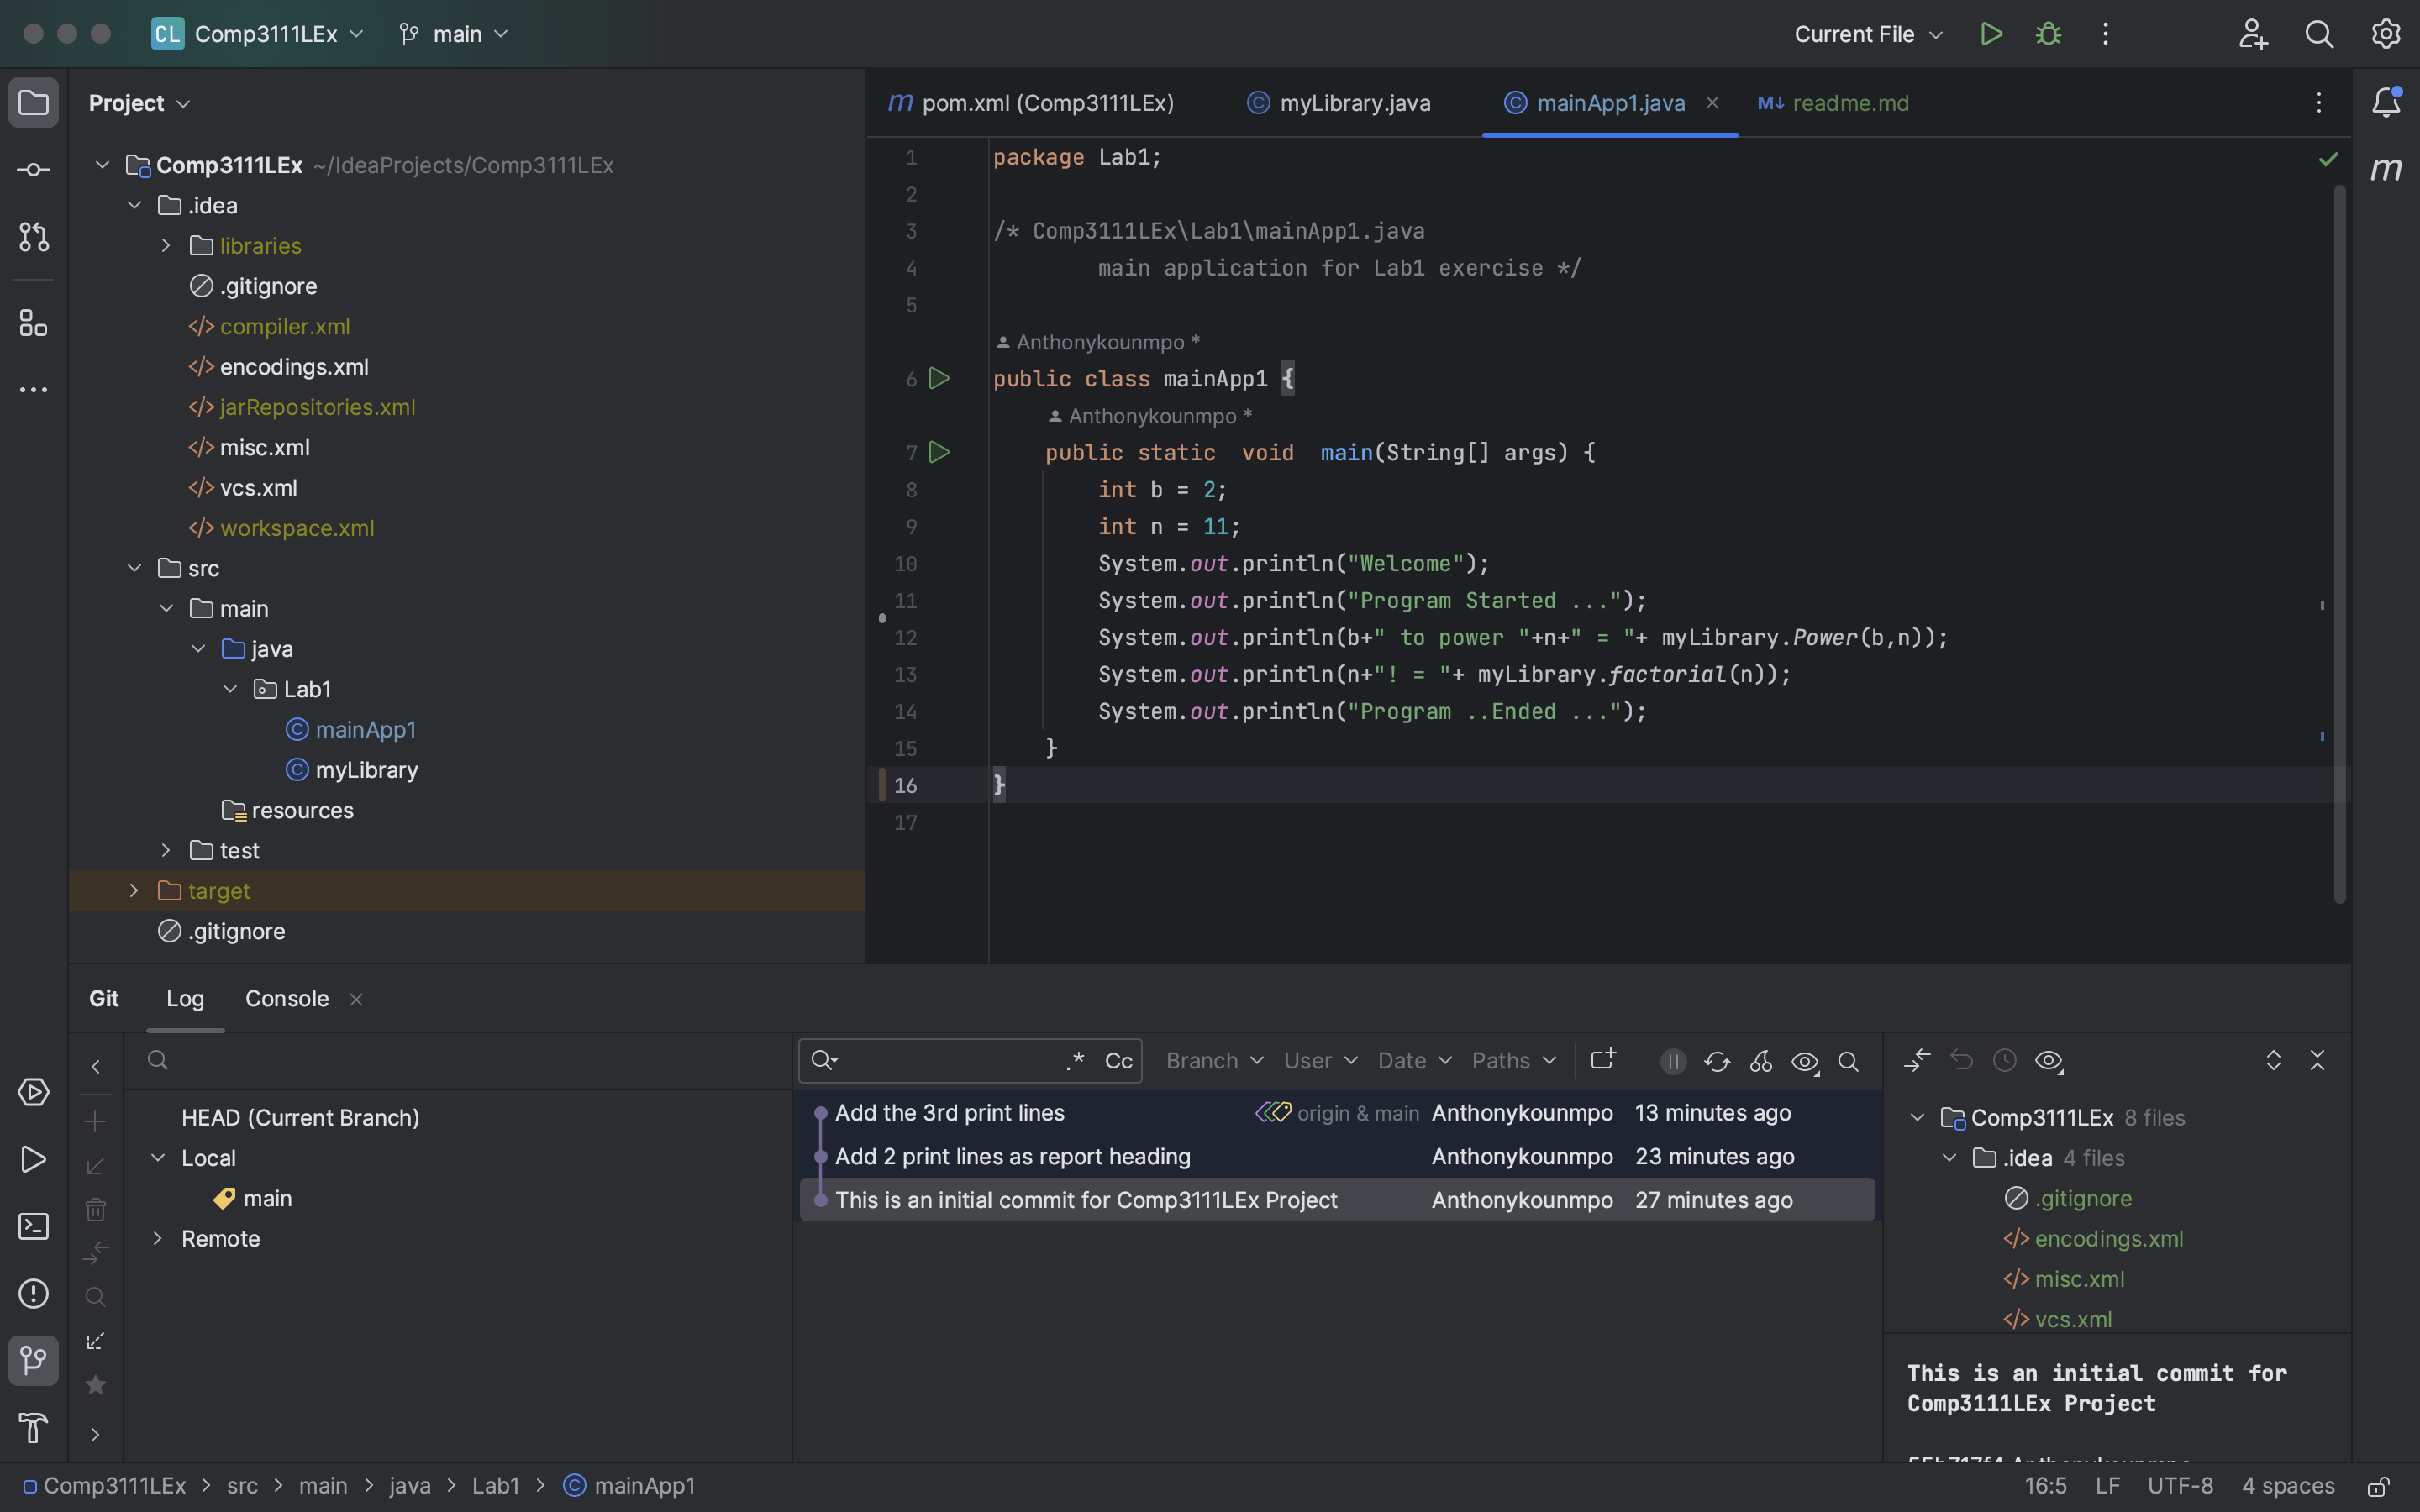 CL Comp3111LEx main Current File
Project
Comp3111LEx ~/IdeaProjects/Comp3111LEx
.idea
libraries
.gitignore
compiler.xml
encodings.xml
jarRepositories.xml
misc.xml
vcs.xml
workspace.xml
src
main
java
Lab1
mainApp1
myLibrary
resources
test
target
.gitignore
m pom.xml (Comp3111LEx) C myLibrary.java C mainApp1.java M↓ readme.md
1 package Lab1;
2
3 /* Comp3111LEx\Lab1\mainApp1.java
4 main application for Lab1 exercise */
5
Anthonykounmpo *
6 public class mainApp1 {
Anthonykounmpo *
7 public static  void  main(String[] args) {
8 int b = 2;
9 int n = 11;
10 System.out.println("Welcome");
11 System.out.println("Program Started ...");
12 System.out.println(b+" to power "+n+" = "+ myLibrary.Power(b,n));
13 System.out.println(n+"! = "+ myLibrary.factorial(n));
14 System.out.println("Program ..Ended ...");
15 }
16 }
17
m
Git Log Console
HEAD (Current Branch)
Local
main
Remote
.* Cc Branch User Date Paths
Add the 3rd print lines origin & main Anthonykounmpo 13 minutes ago
Add 2 print lines as report heading Anthonykounmpo 23 minutes ago
This is an initial commit for Comp3111LEx Project Anthonykounmpo 27 minutes ago
Comp3111LEx 8 files
.idea 4 files
.gitignore
encodings.xml
misc.xml
vcs.xml
This is an initial commit for
Comp3111LEx Project
Comp3111LEx > src > main > java > Lab1 > C mainApp1 16:5 LF UTF-8 4 spaces